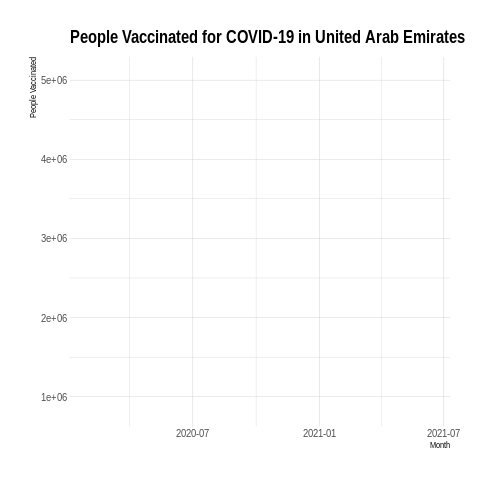 People Vaccinated for COVID-19 in United Arab Emirates
People Vaccinated
5e+06
4e+06
3e+06
2e+06
1e+06
2020-07
2021-01
2021-07
Month